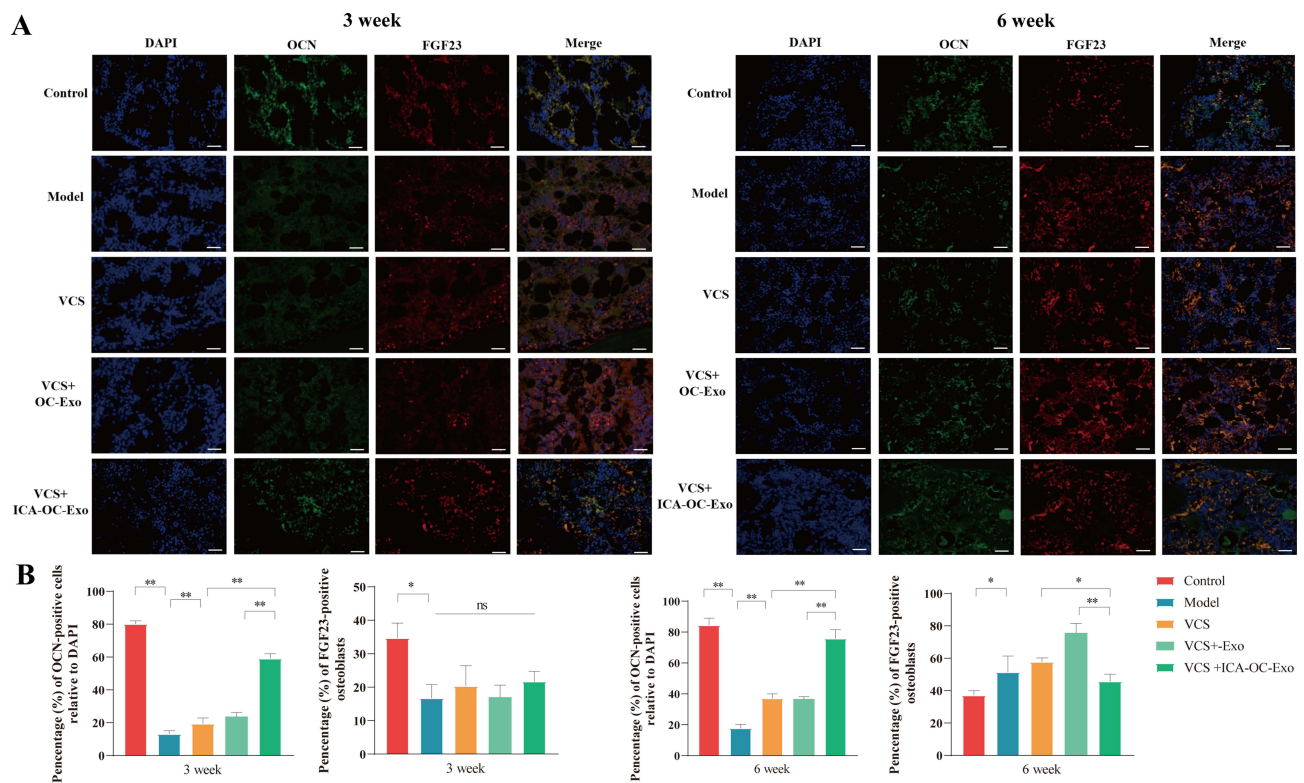 A
3 week
6 week
DAPI OCN FGF23 Merge
DAPI OCN FGF23 Merge
Control
Model
VCS
VCS+
OC-Exo
VCS+
ICA-OC-Exo
Control
Model
VCS
VCS+
OC-Exo
VCS+
ICA-OC-Exo
B
Pencentage (%) of OCN-positive cells
relative to DAPI
100
80
60
40
20
0
** ** ** **
3 week
Pencentage (%) of FGF23-positive
osteoblasts
50
40
30
20
10
0
* ns
3 week
Pencentage (%) of OCN-positive cells
relative to DAPI
100
80
60
40
20
0
** ** ** **
6 week
Pencentage (%) of FGF23-positive
osteoblasts
100
80
60
40
20
0
* * **
6 week
Control
Model
VCS
VCS+-Exo
VCS +ICA-OC-Exo